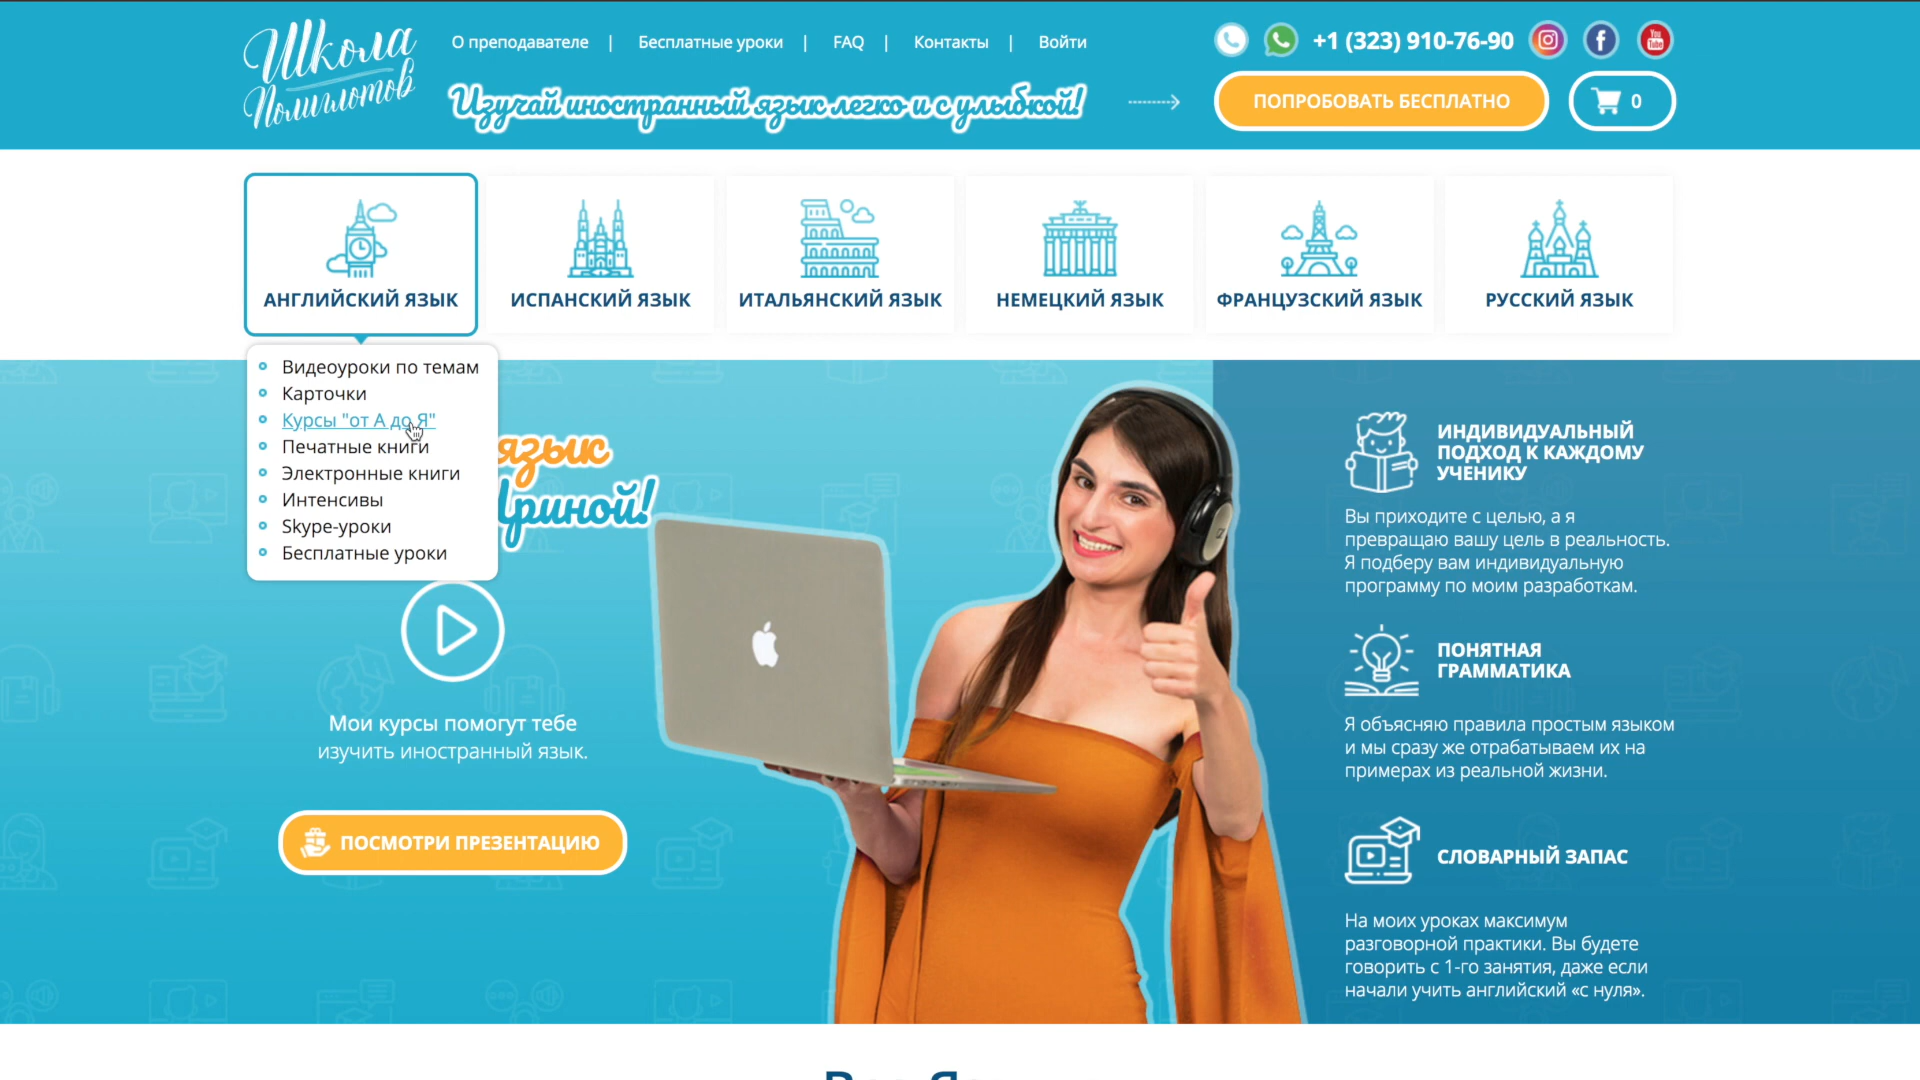 Школа
Полиглотов
О преподавателе | Бесплатные уроки | FAQ | Контакты | Войти
+1 (323) 910-76-90
You
Tube
Изучай иностранный язык легко и с улыбкой!
ПОПРОБОВАТЬ БЕСПЛАТНО
0
АНГЛИЙСКИЙ ЯЗЫК
ИСПАНСКИЙ ЯЗЫК
ИТАЛЬЯНСКИЙ ЯЗЫК
НЕМЕЦКИЙ ЯЗЫК
ФРАНЦУЗСКИЙ ЯЗЫК
РУССКИЙ ЯЗЫК
Видеоуроки по темам
Карточки
Курсы "от А до Я"
Печатные книги
Электронные книги
Интенсивы
Skype-уроки
Бесплатные уроки
язык
Ириной!
Мои курсы помогут тебе
изучить иностранный язык.
ПОСМОТРИ ПРЕЗЕНТАЦИЮ
ИНДИВИДУАЛЬНЫЙ
ПОДХОД К КАЖДОМУ
УЧЕНИКУ
Вы приходите с целью, а я
превращаю вашу цель в реальность.
Я подберу вам индивидуальную
программу по моим разработкам.
ПОНЯТНАЯ
ГРАММАТИКА
Я объясняю правила простым языком
и мы сразу же отрабатываем их на
примерах из реальной жизни.
СЛОВАРНЫЙ ЗАПАС
На моих уроках максимум
разговорной практики. Вы будете
говорить с 1-го занятия, даже если
начали учить английский «с нуля».